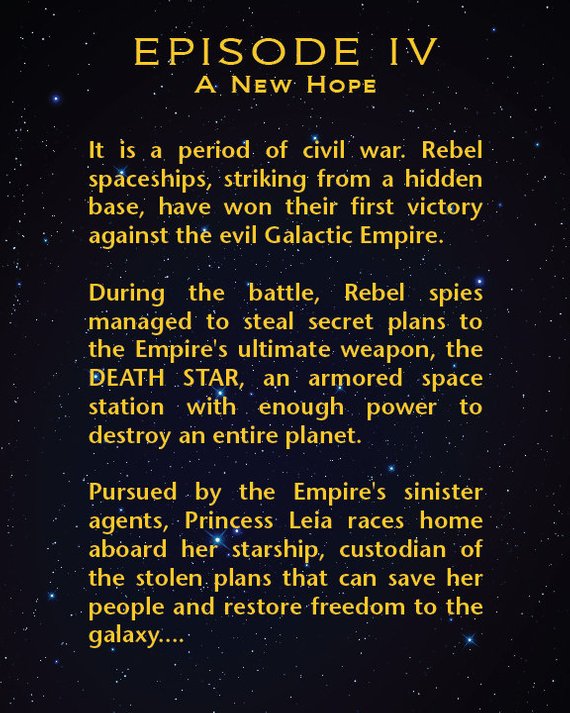 EPISODE IV
A New Hope
It is a period of civil war. Rebel
spaceships, striking from a hidden
base, have won their first victory
against the evil Galactic Empire.
During the battle, Rebel spies
managed to steal secret plans to
the Empire's ultimate weapon, the
DEATH STAR, an armored space
station with enough power to
destroy an entire planet.
Pursued by the Empire's sinister
agents, Princess Leia races home
aboard her starship, custodian of
the stolen plans that can save her
people and restore freedom to the
galaxy....